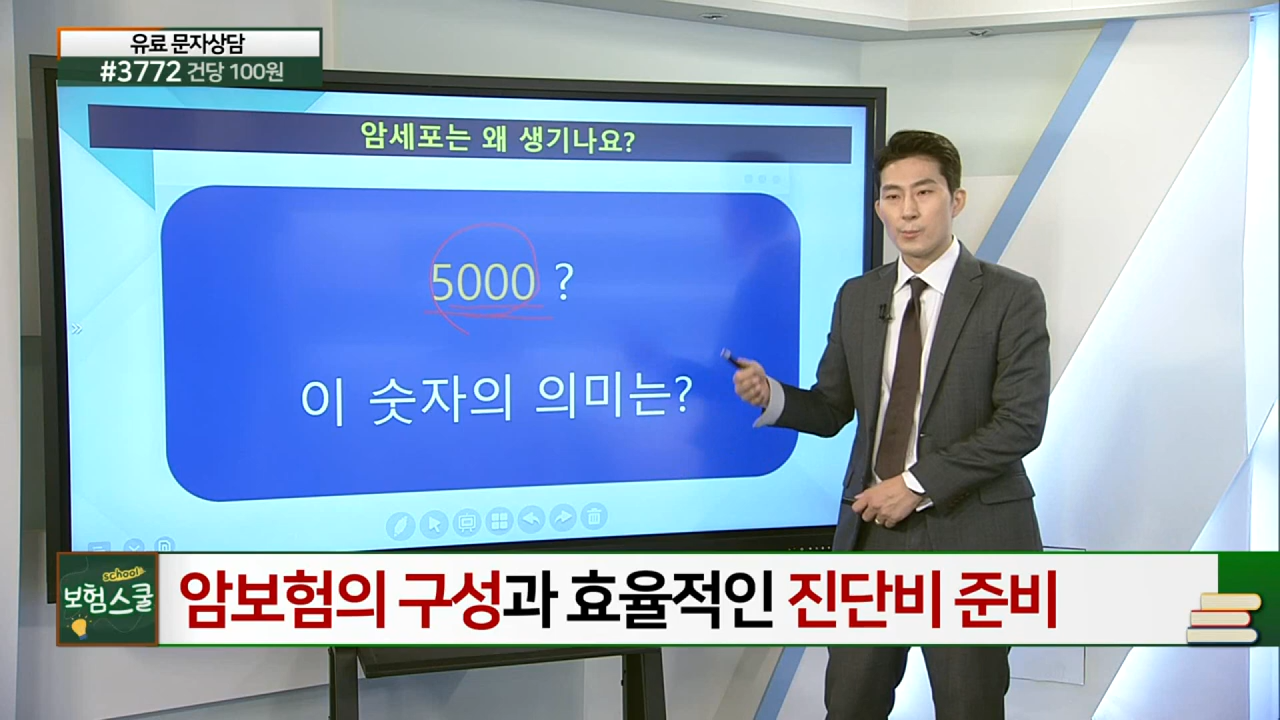 유료 문자상담
#3772 건당 100원
암세포는 왜 생기나요?
5000 ?
이 숫자의 의미는?
school
보험스쿨
암보험의 구성과 효율적인 진단비 준비